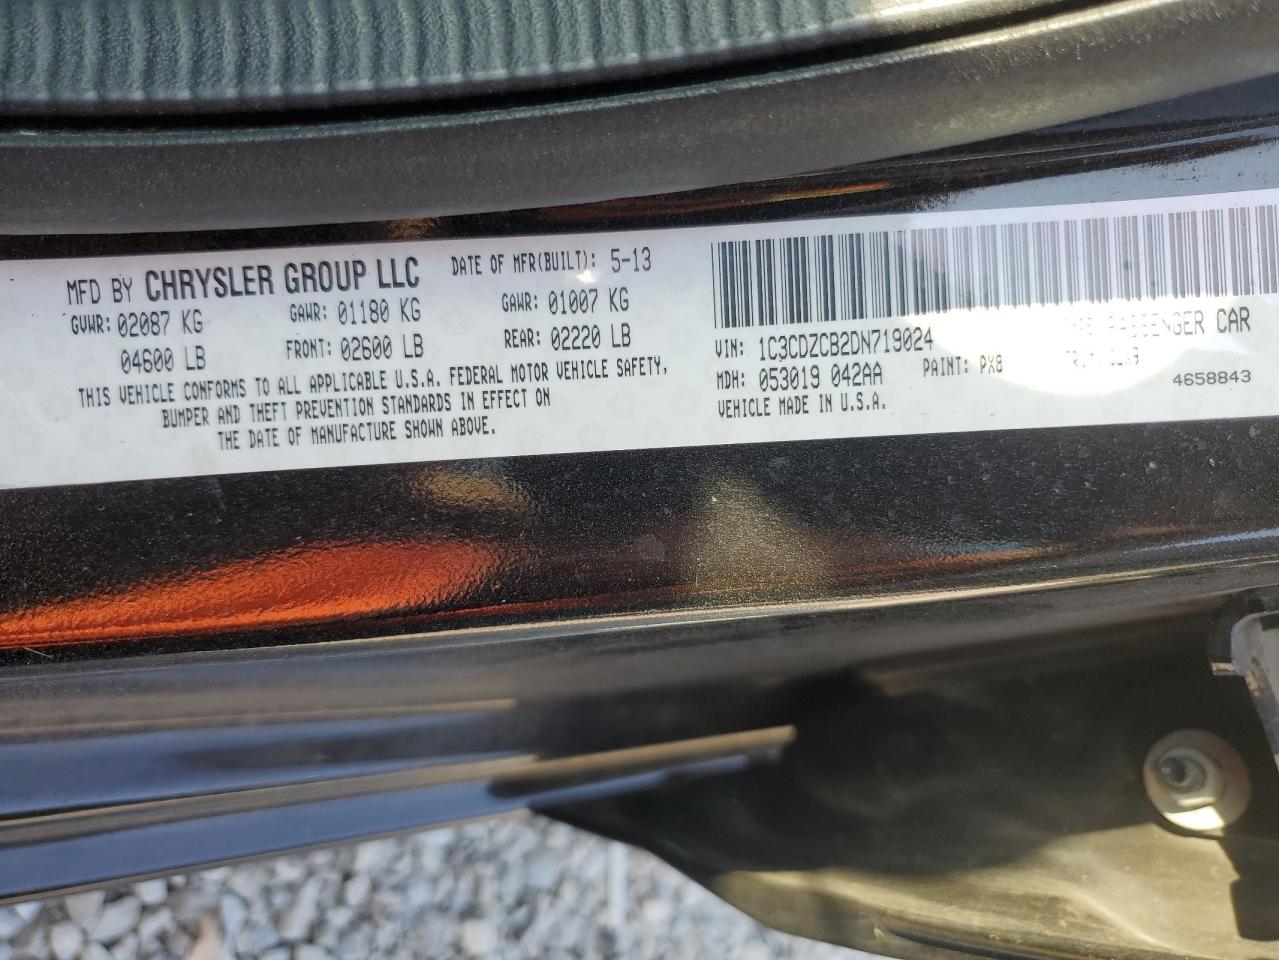 MFD BY CHRYSLER GROUP LLC DATE OF MFR(BUILT): 5-13
GVWR: 02087 KG GAWR: 01180 KG GAWR: 01007 KG
04600 LB FRONT: 02600 LB REAR: 02220 LB
THIS VEHICLE CONFORMS TO ALL APPLICABLE U.S.A. FEDERAL MOTOR VEHICLE SAFETY,
BUMPER AND THEFT PREVENTION STANDARDS IN EFFECT ON
THE DATE OF MANUFACTURE SHOWN ABOVE.
VIN: 1C3CDZCB2DN719024 PASSENGER CAR
MDH: 053019 042AA PAINT: PX8
VEHICLE MADE IN U.S.A. 4658843